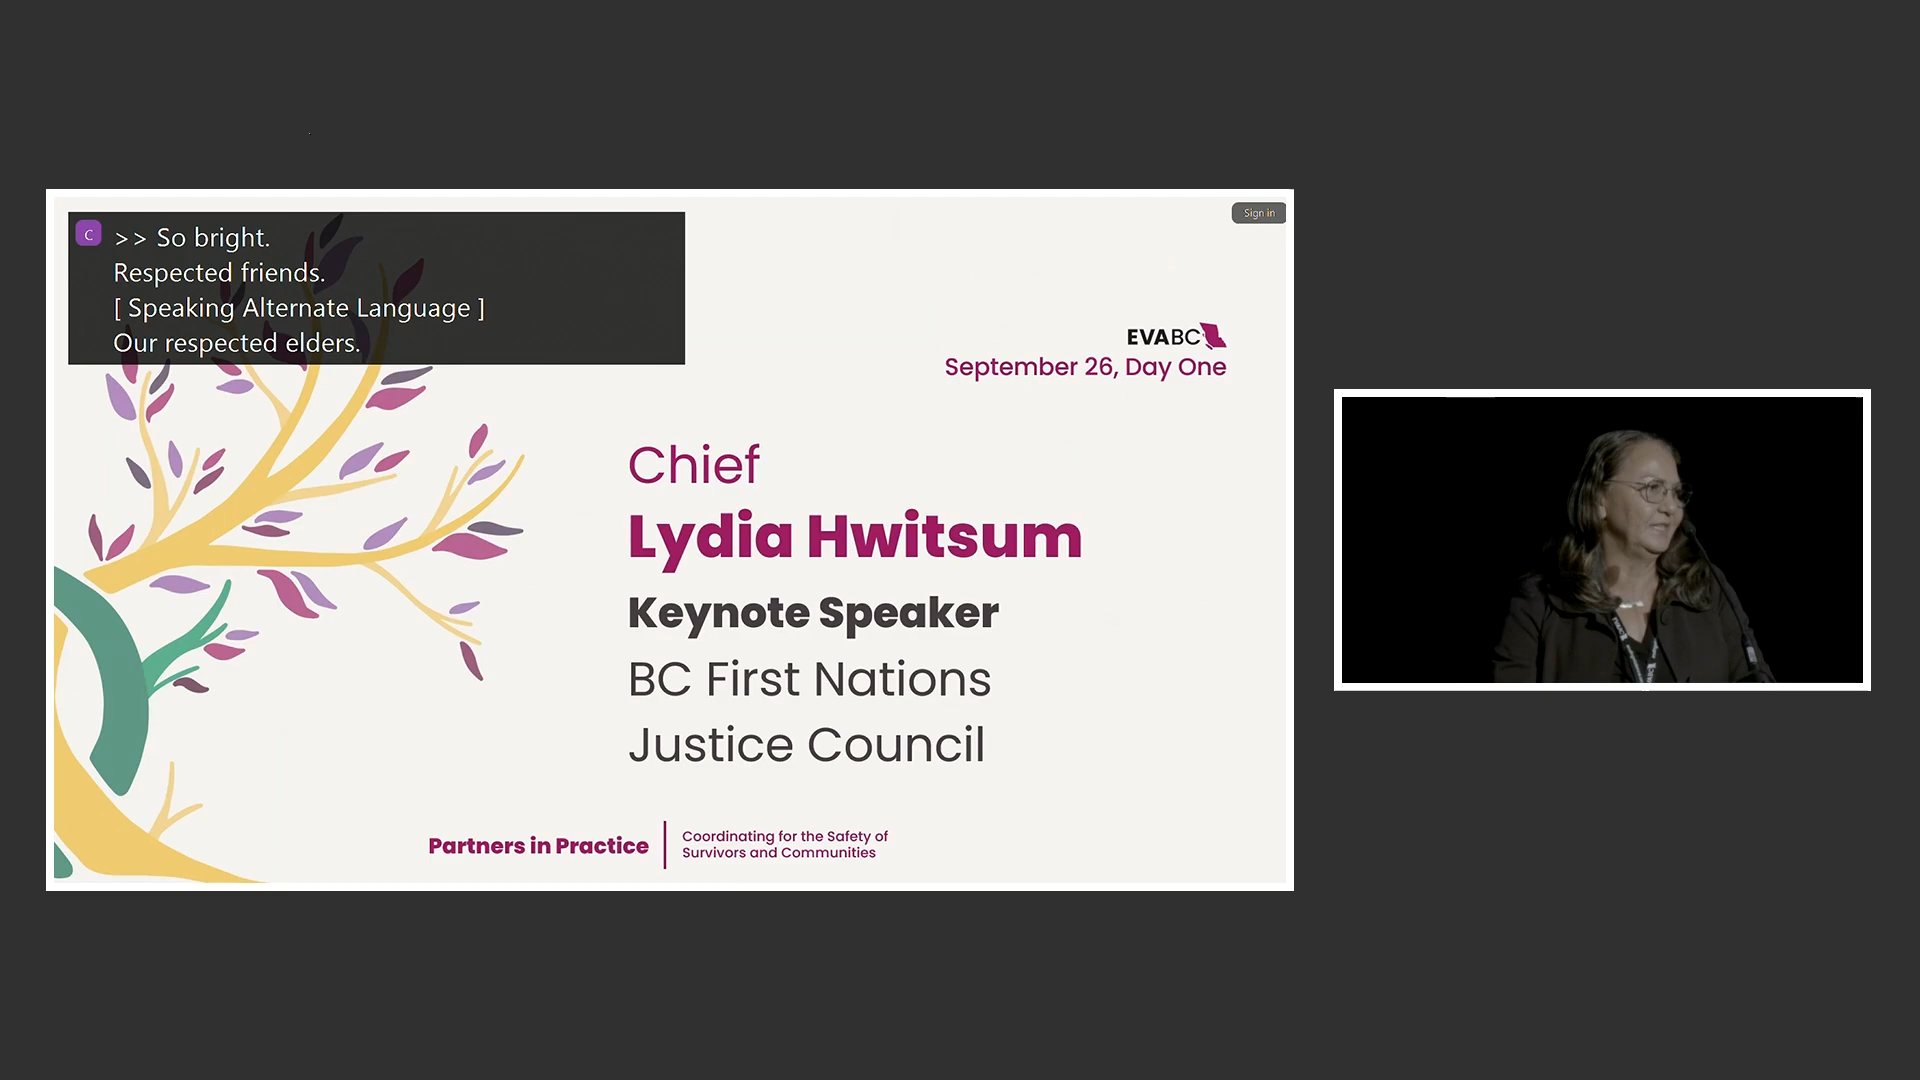 C
>> So bright.
Respected friends.
[ Speaking Alternate Language ]
Our respected elders.
Sign in
EVABC
September 26, Day One
Chief
Lydia Hwitsum
Keynote Speaker
BC First Nations
Justice Council
Partners in Practice
Coordinating for the Safety of
Survivors and Communities